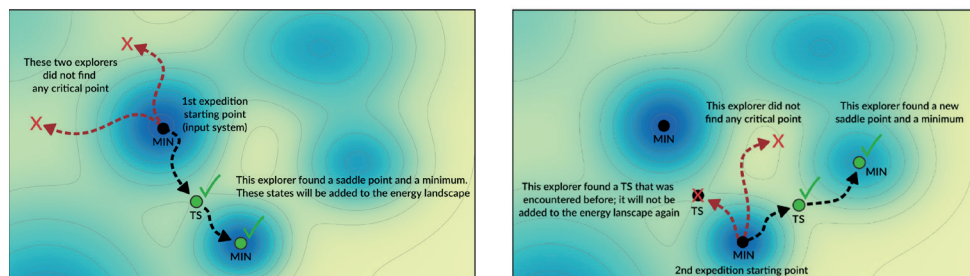 These two explorers
did not find
any critical point
X
X
1st expedition
starting point
(input system)
MIN
This explorer found a saddle point and a minimum.
These states will be added to the energy landscape
TS
MIN
This explorer did not
find any critical point
This explorer found a new
saddle point and a minimum
MIN
X
MIN
This explorer found a TS that was
encountered before; it will not be
added to the energy lanscape again
X
TS
TS
MIN
2nd expedition starting point